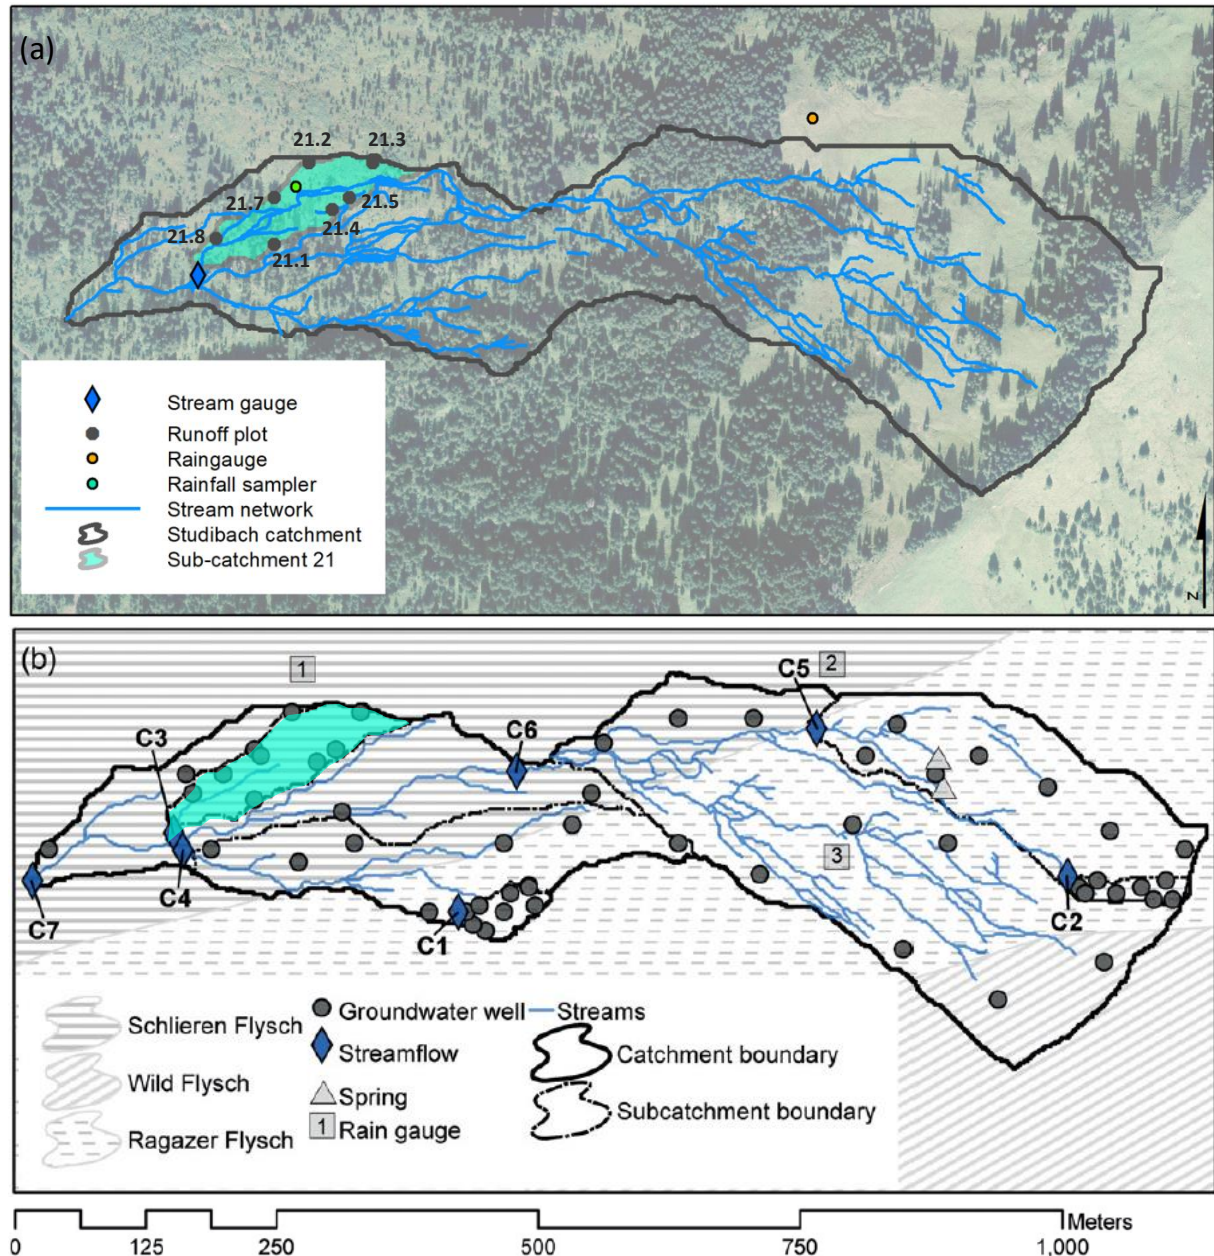 (a)
21.2
21.3
21.7
21.5
21.4
21.8
21.1
Stream gauge
Runoff plot
Raingauge
Rainfall sampler
Stream network
Studibach catchment
Sub-catchment 21
N
(b)
1
2
C5
C3
C6
3
C4
C2
C7
C1
Schlieren Flysch
Wild Flysch
Ragazer Flysch
Groundwater well
Streams
Streamflow
Catchment boundary
Spring
Subcatchment boundary
1 Rain gauge
Meters
0 125 250 500 750 1,000